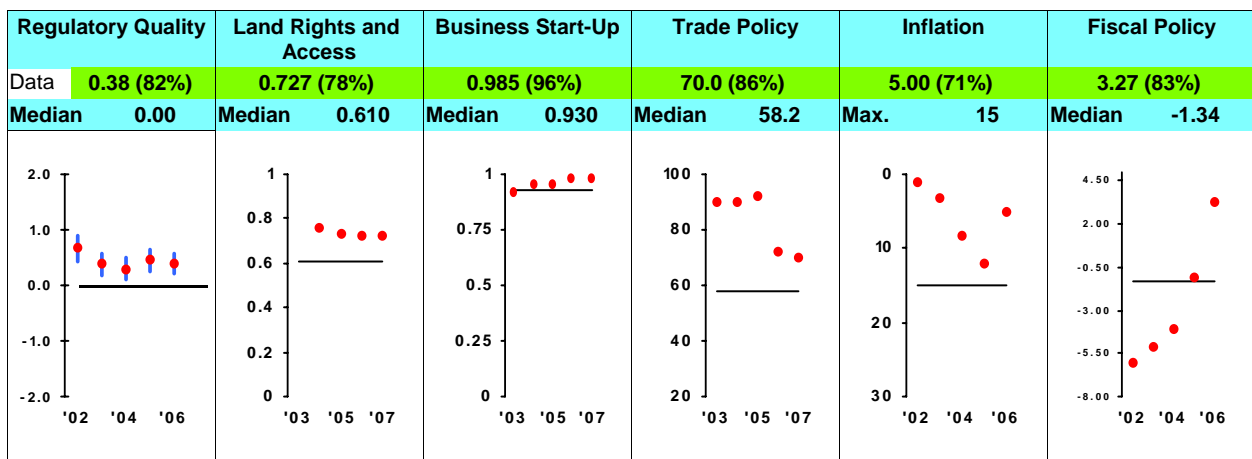 Regulatory Quality
Land Rights and
Access
Business Start-Up
Trade Policy
Inflation
Fiscal Policy
Data 0.38 (82%)
0.727 (78%)
0.985 (96%)
70.0 (86%)
5.00 (71%)
3.27 (83%)
Median 0.00
Median 0.610
Median 0.930
Median 58.2
Max. 15
Median -1.34
2.0
1.0
0.0
-1.0
-2.0
'02 '04 '06
1
0.8
0.6
0.4
0.2
0
'03 '05 '07
1
0.75
0.5
0.25
0
'03 '05 '07
100
80
60
40
20
'03 '05 '07
0
10
20
30
'02 '04 '06
4.50
2.00
-0.50
-3.00
-5.50
-8.00
'02 '04 '06